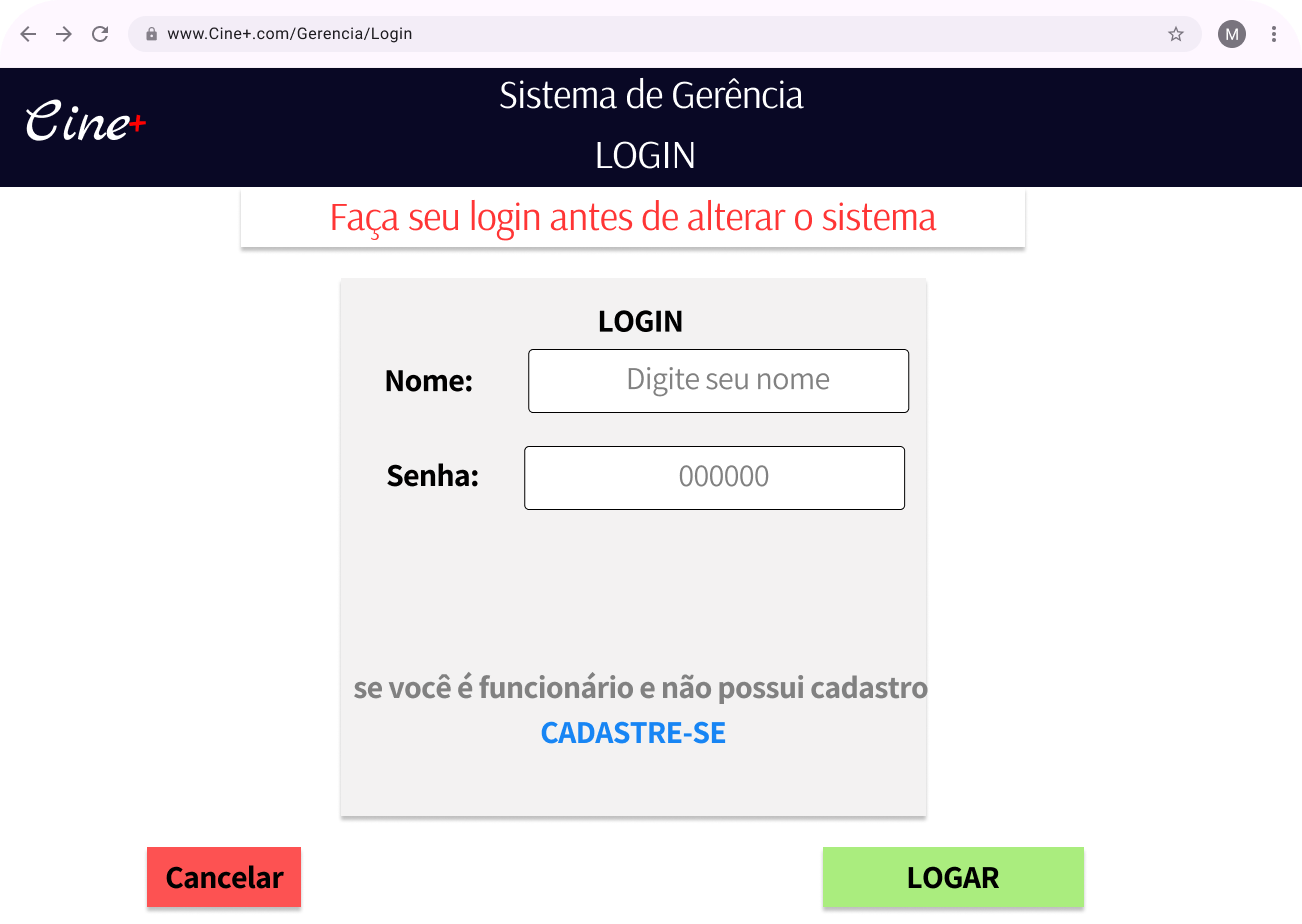 www.Cine+.com/Gerencia/Login
M
Sistema de Gerência
Cine+
LOGIN
Faça seu login antes de alterar o sistema
LOGIN
Nome:
Digite seu nome
Senha:
000000
se você é funcionário e não possui cadastro
CADASTRE-SE
Cancelar
LOGAR